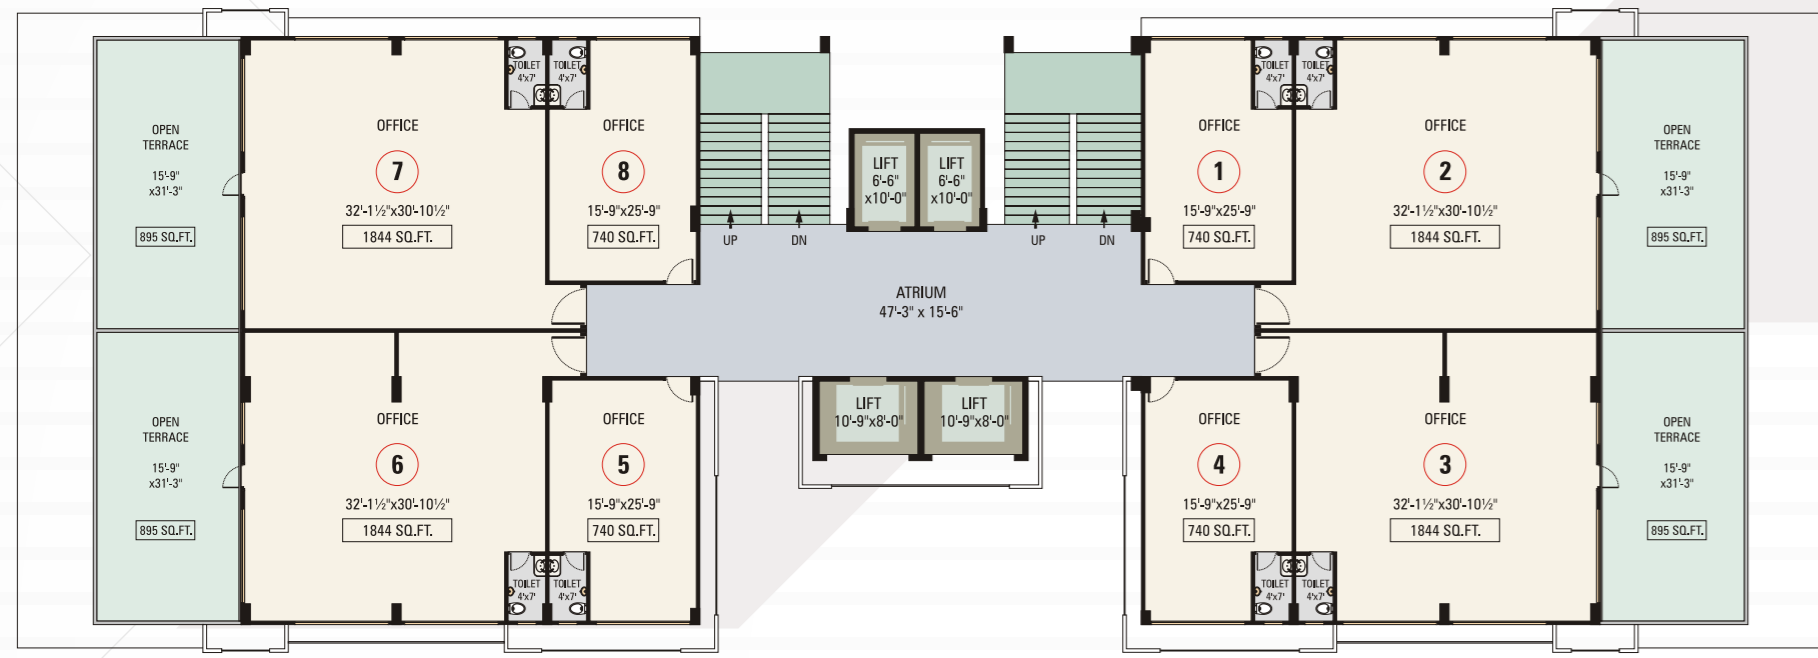 OPEN
TERRACE
15'-9"
x31'-3"
895 SQ.FT.
OFFICE
7
32'-1½"x30'-10½"
1844 SQ.FT.
TOILET
4'x7'
TOILET
4'x7'
OFFICE
8
15'-9"x25'-9"
740 SQ.FT.
UP
DN
LIFT
6'-6"
x10'-0"
LIFT
6'-6"
x10'-0"
UP
DN
OFFICE
1
15'-9"x25'-9"
740 SQ.FT.
TOILET
4'x7'
TOILET
4'x7'
OFFICE
2
32'-1½"x30'-10½"
1844 SQ.FT.
OPEN
TERRACE
15'-9"
x31'-3"
895 SQ.FT.
ATRIUM
47'-3" x 15'-6"
OPEN
TERRACE
15'-9"
x31'-3"
895 SQ.FT.
OFFICE
6
32'-1½"x30'-10½"
1844 SQ.FT.
TOILET
4'x7'
TOILET
4'x7'
OFFICE
5
15'-9"x25'-9"
740 SQ.FT.
LIFT
10'-9"x8'-0"
LIFT
10'-9"x8'-0"
OFFICE
4
15'-9"x25'-9"
740 SQ.FT.
TOILET
4'x7'
TOILET
4'x7'
OFFICE
3
32'-1½"x30'-10½"
1844 SQ.FT.
OPEN
TERRACE
15'-9"
x31'-3"
895 SQ.FT.